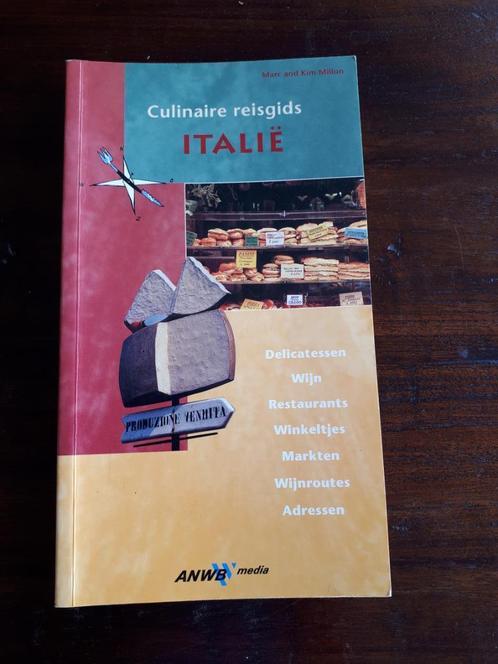 Marc and Kim Millon
Culinaire reisgids
ITALIË
Delicatessen
Wijn
Restaurants
Winkeltjes
Markten
Wijnroutes
Adressen
PRODUZIONE VENDITA
ANWB media